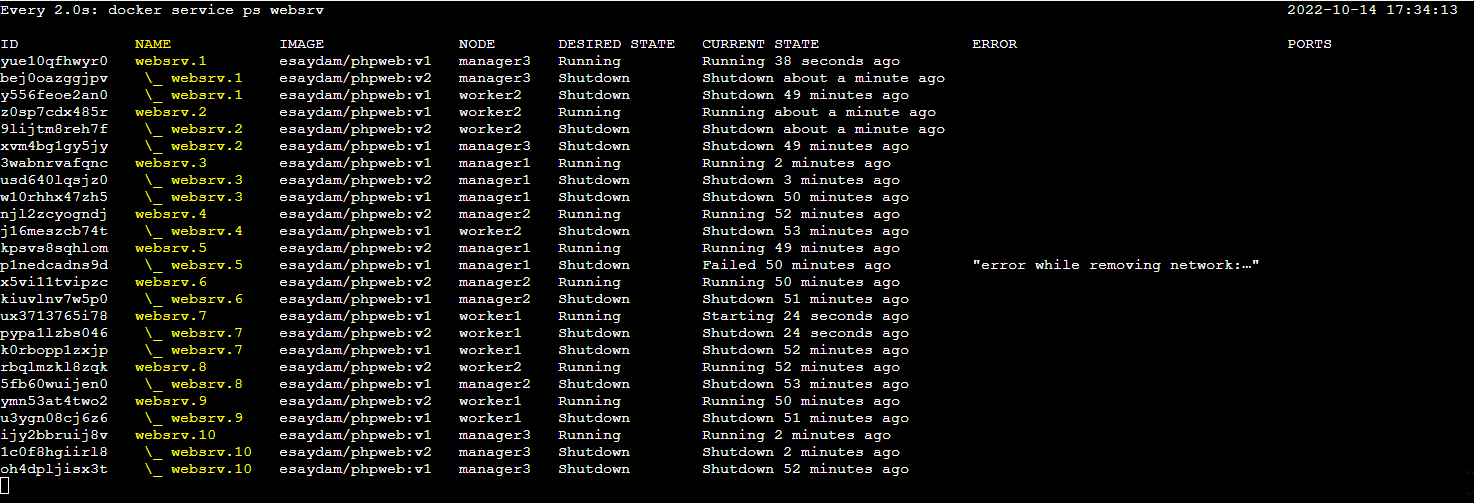 Every 2.0s: docker service ps websrv 2022-10-14 17:34:13
ID NAME IMAGE NODE DESIRED STATE CURRENT STATE ERROR PORTS
yue10qfhwyr0 websrv.1 esaydam/phpweb:v1 manager3 Running Running 38 seconds ago
bej0oazggjpv \_ websrv.1 esaydam/phpweb:v2 manager3 Shutdown Shutdown about a minute ago
y556feoe2an0 \_ websrv.1 esaydam/phpweb:v1 worker2 Shutdown Shutdown 49 minutes ago
z0sp7cdx485r websrv.2 esaydam/phpweb:v1 worker2 Running Running about a minute ago
9lijtm8reh7f \_ websrv.2 esaydam/phpweb:v2 worker2 Shutdown Shutdown about a minute ago
xvm4bg1gy5jy \_ websrv.2 esaydam/phpweb:v1 manager3 Shutdown Shutdown 49 minutes ago
3wabnrvafqnc websrv.3 esaydam/phpweb:v1 manager1 Running Running 2 minutes ago
usd640lqsjz0 \_ websrv.3 esaydam/phpweb:v2 manager1 Shutdown Shutdown 3 minutes ago
w10rhhx47zh5 \_ websrv.3 esaydam/phpweb:v1 manager1 Shutdown Shutdown 50 minutes ago
njl2zcyogndj websrv.4 esaydam/phpweb:v2 manager2 Running Running 52 minutes ago
j16meszcb74t \_ websrv.4 esaydam/phpweb:v1 worker2 Shutdown Shutdown 53 minutes ago
kpsvs8sqhlom websrv.5 esaydam/phpweb:v2 manager1 Running Running 49 minutes ago
p1nedcadns9d \_ websrv.5 esaydam/phpweb:v1 manager1 Shutdown Failed 50 minutes ago "error while removing network:…"
x5vi11tvipzc websrv.6 esaydam/phpweb:v2 manager2 Running Running 50 minutes ago
kiuvlnv7w5p0 \_ websrv.6 esaydam/phpweb:v1 manager2 Shutdown Shutdown 51 minutes ago
ux3713765i78 websrv.7 esaydam/phpweb:v1 worker1 Running Starting 24 seconds ago
pypa1lzbs046 \_ websrv.7 esaydam/phpweb:v2 worker1 Shutdown Shutdown 24 seconds ago
k0rbopp1zxjp \_ websrv.7 esaydam/phpweb:v1 worker1 Shutdown Shutdown 52 minutes ago
rbqlmzkl8zqk websrv.8 esaydam/phpweb:v2 worker2 Running Running 52 minutes ago
5fb60wuijen0 \_ websrv.8 esaydam/phpweb:v1 manager2 Shutdown Shutdown 53 minutes ago
ymn53at4two2 websrv.9 esaydam/phpweb:v2 worker1 Running Running 50 minutes ago
u3ygn08cj6z6 \_ websrv.9 esaydam/phpweb:v1 worker1 Shutdown Shutdown 51 minutes ago
ijy2bbruij8v websrv.10 esaydam/phpweb:v1 manager3 Running Running 2 minutes ago
1c0f8hgiirl8 \_ websrv.10 esaydam/phpweb:v2 manager3 Shutdown Shutdown 2 minutes ago
oh4dpljisx3t \_ websrv.10 esaydam/phpweb:v1 manager3 Shutdown Shutdown 52 minutes ago